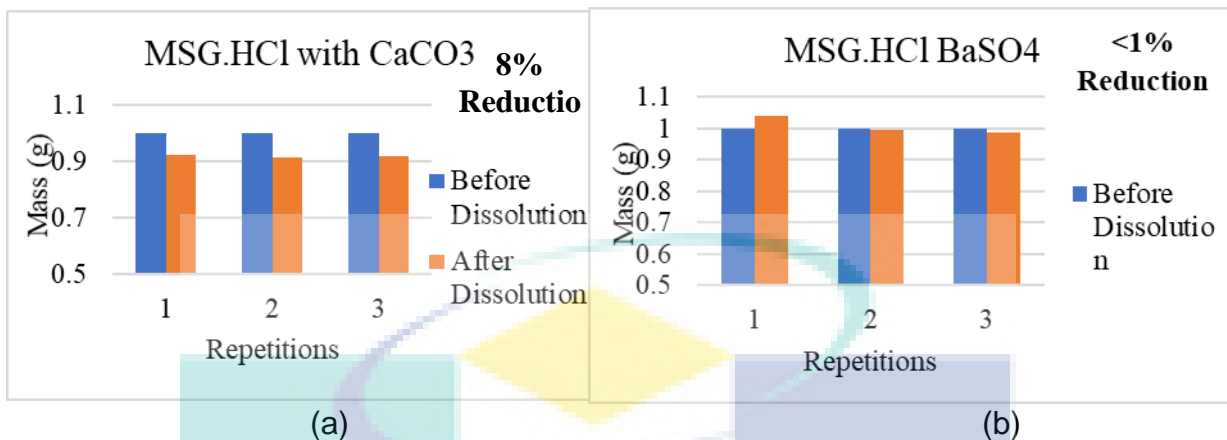 MSG.HCl with CaCO3
8%
Reductio
1.1
0.9
0.7
0.5
Mass (g)
1
2
3
Repetitions
Before
Dissolution
After
Dissolution
(a)
MSG.HCl BaSO4
<1%
Reduction
1.1
1
0.9
0.8
0.7
0.6
0.5
Mass (g)
1
2
3
Repetitions
Before
Dissolutio
n
(b)